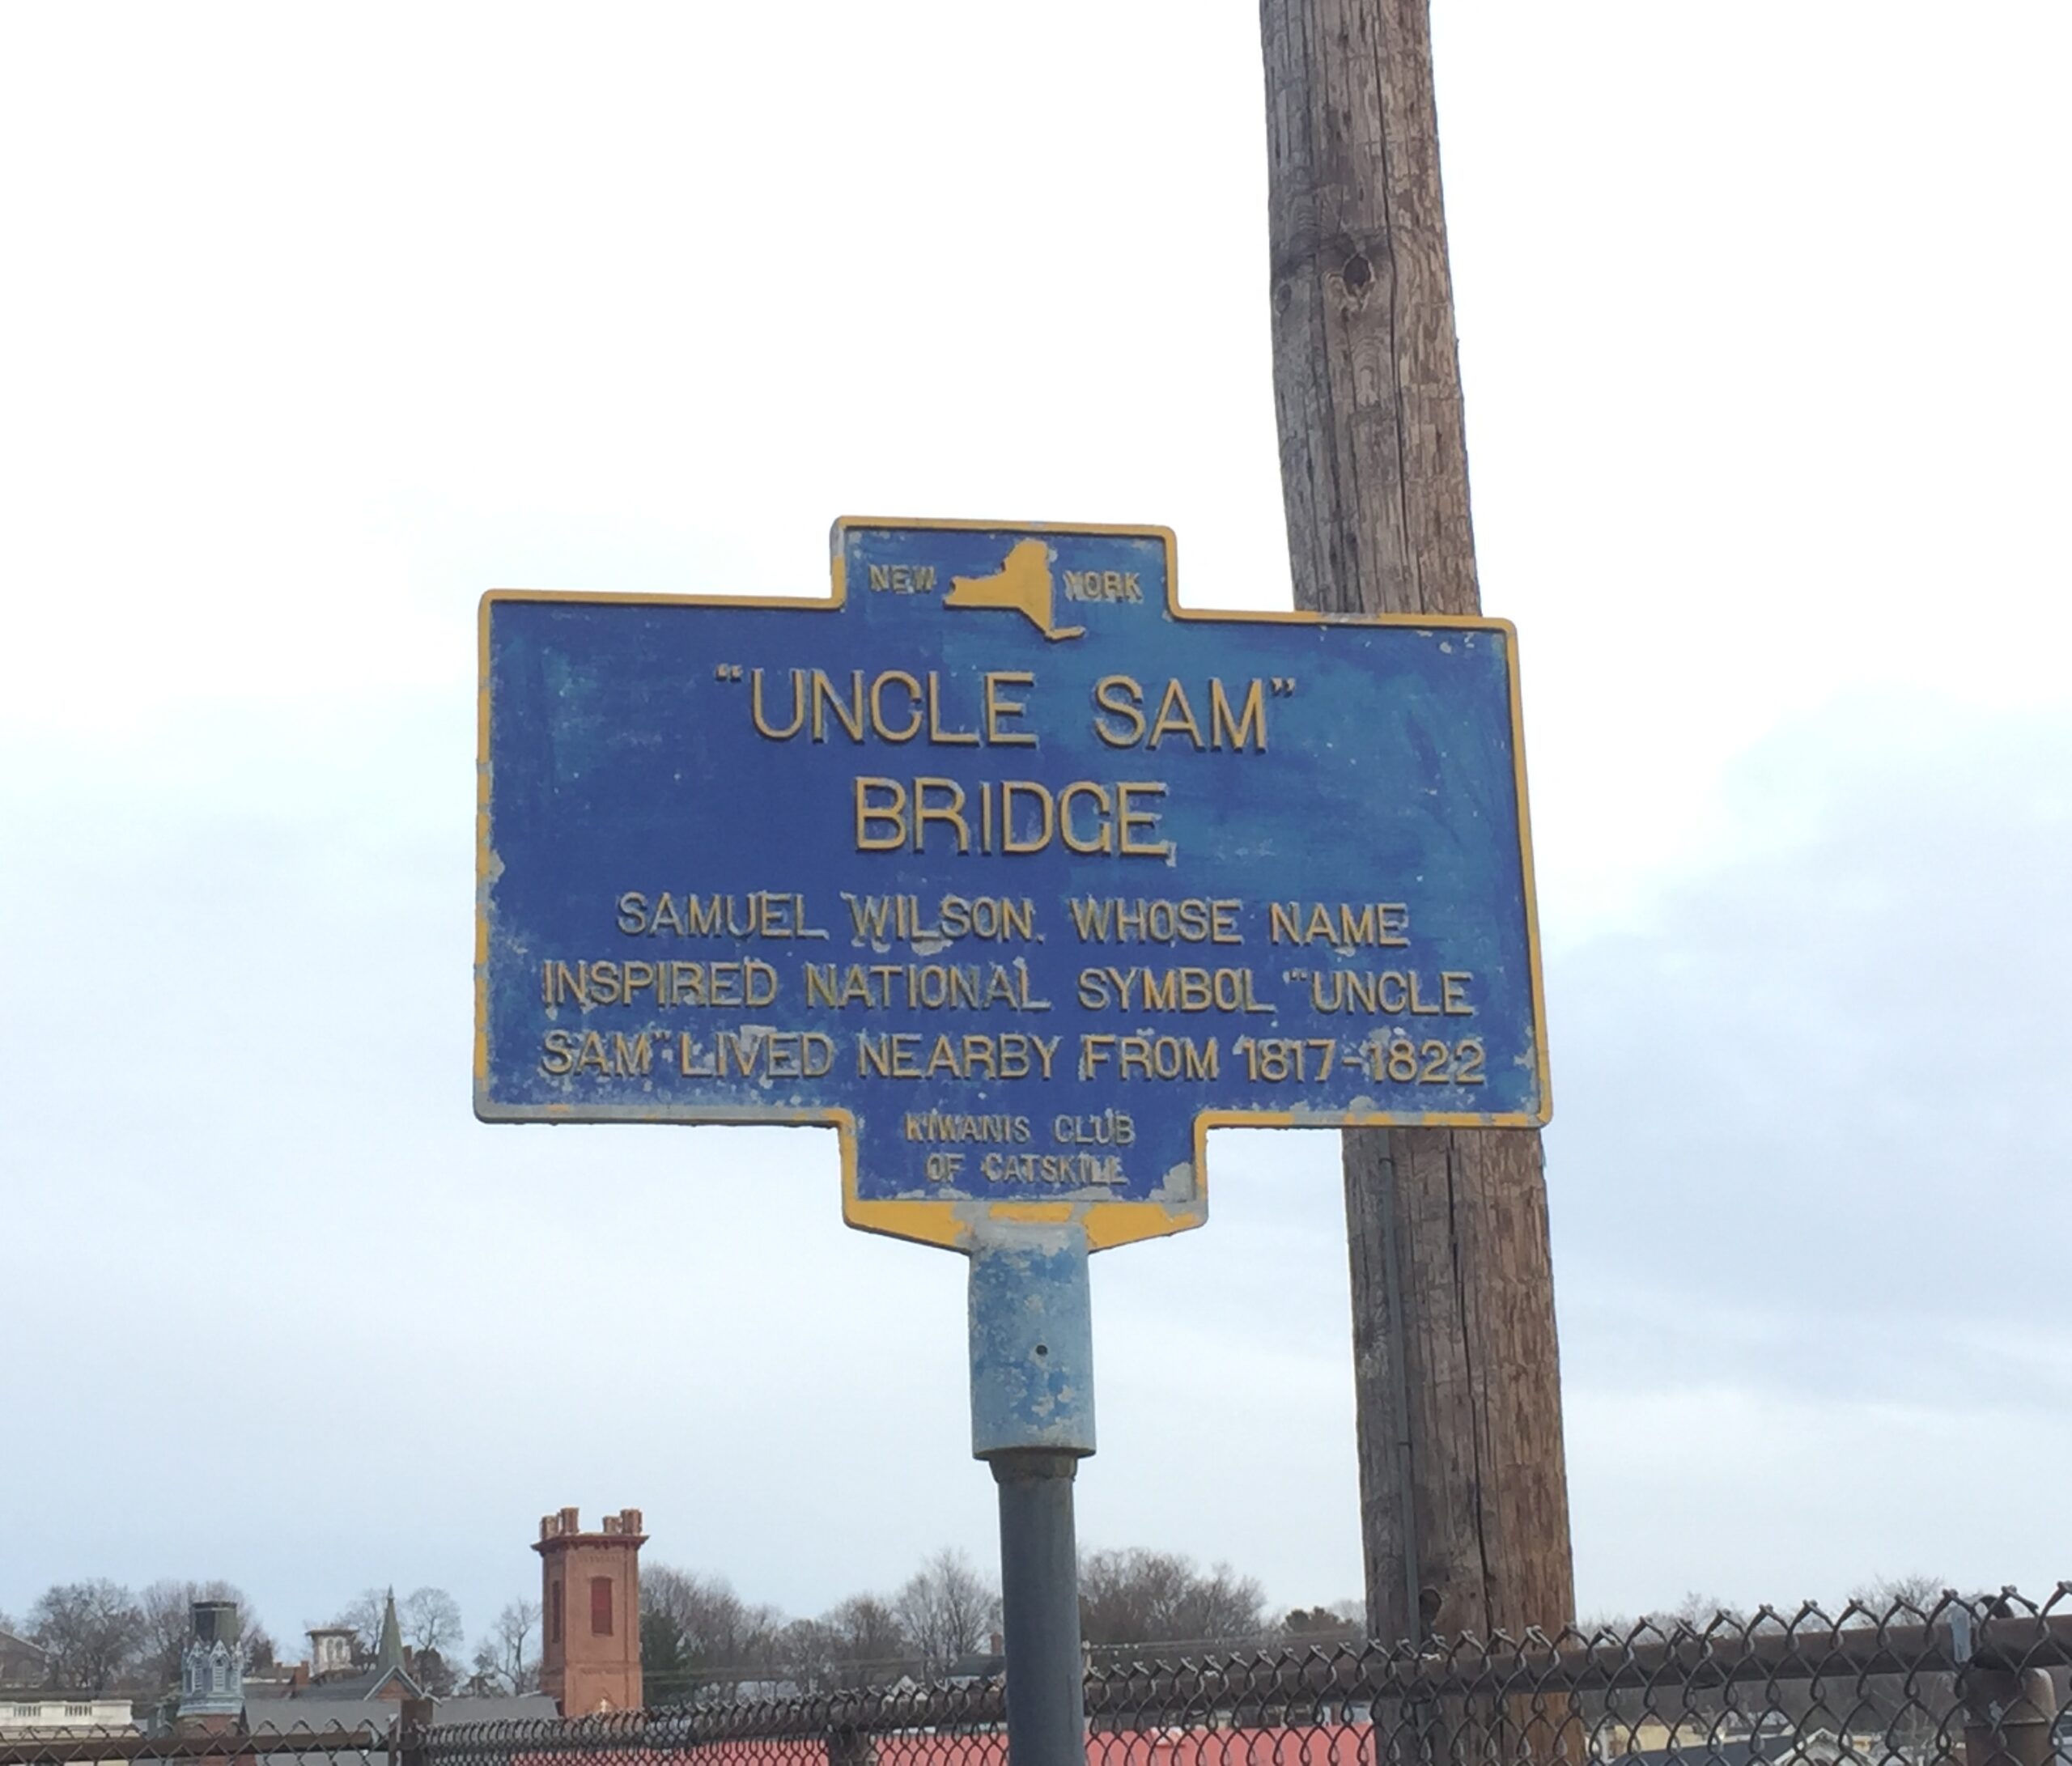 NEW YORK
"UNCLE SAM"
BRIDGE
SAMUEL WILSON, WHOSE NAME
INSPIRED NATIONAL SYMBOL "UNCLE
SAM" LIVED NEARBY FROM 1817-1822
KIWANIS CLUB
OF CATSKILL